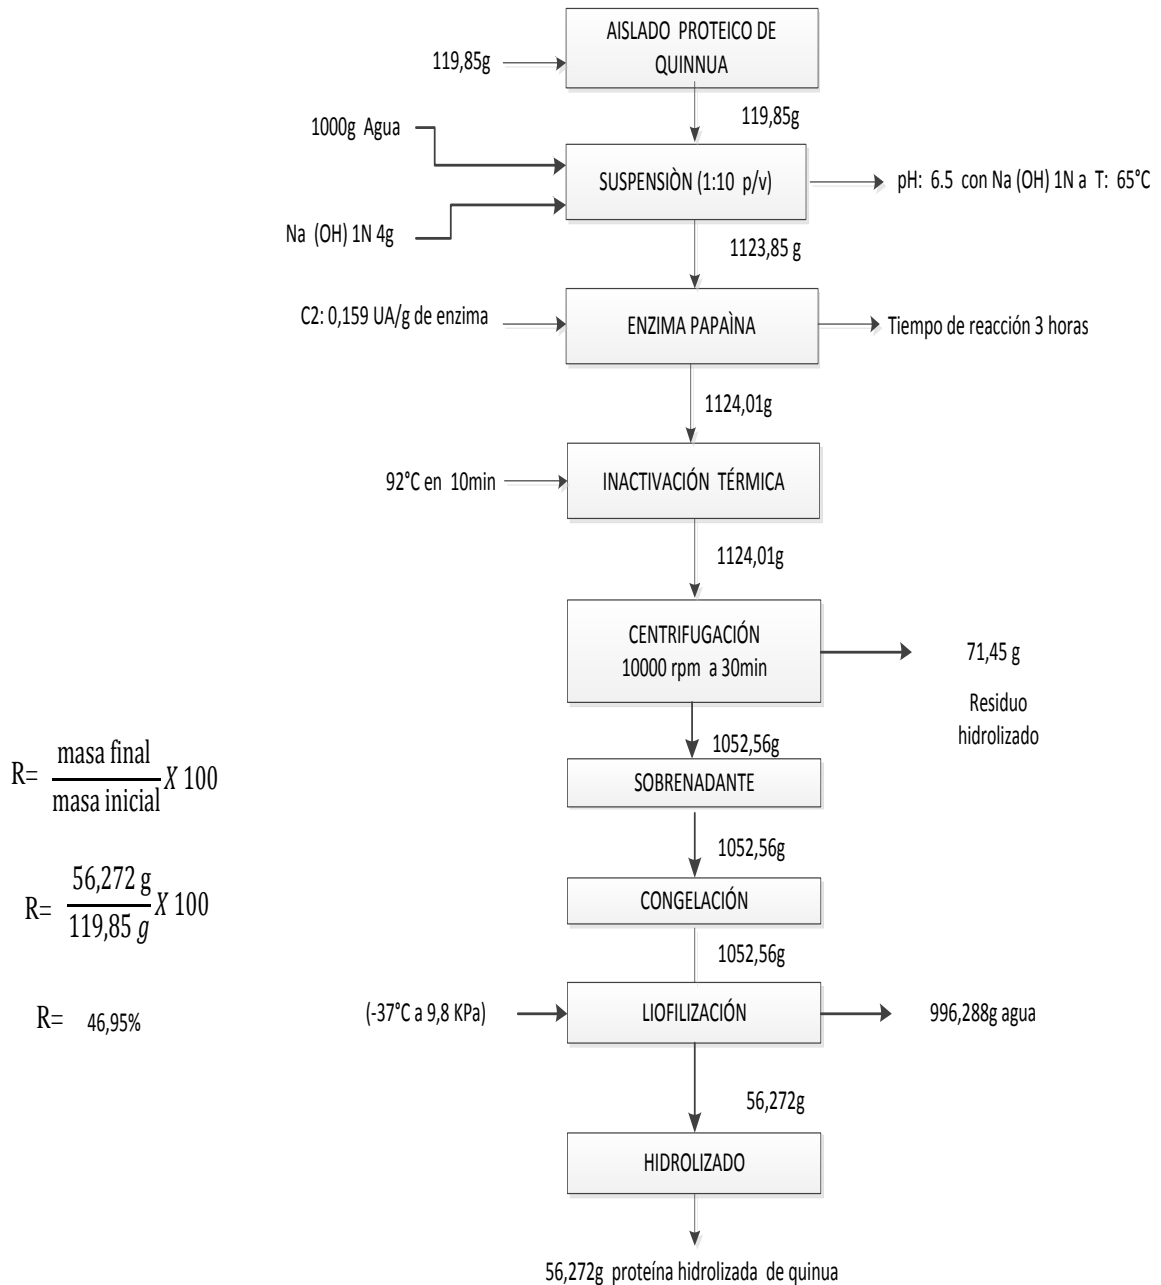 AISLADO PROTEICO DE
QUINNUA
119,85g
119,85g
1000g Agua
SUSPENSIÒN (1:10 p/v)
pH: 6.5 con Na (OH) 1N a T: 65°C
Na (OH) 1N 4g
1123,85 g
C2: 0,159 UA/g de enzima
ENZIMA PAPAÌNA
Tiempo de reacción 3 horas
1124,01g
92°C en 10min
INACTIVACIÓN TÉRMICA
1124,01g
CENTRIFUGACIÓN
10000 rpm a 30min
71,45 g
Residuo
hidrolizado
1052,56g
SOBRENADANTE
1052,56g
CONGELACIÓN
1052,56g
(-37°C a 9,8 KPa)
LIOFILIZACIÓN
996,288g agua
56,272g
HIDROLIZADO
56,272g proteína hidrolizada de quinua
R= masa final / masa inicial X 100
R= 56,272 g / 119,85 g X 100
R= 46,95%